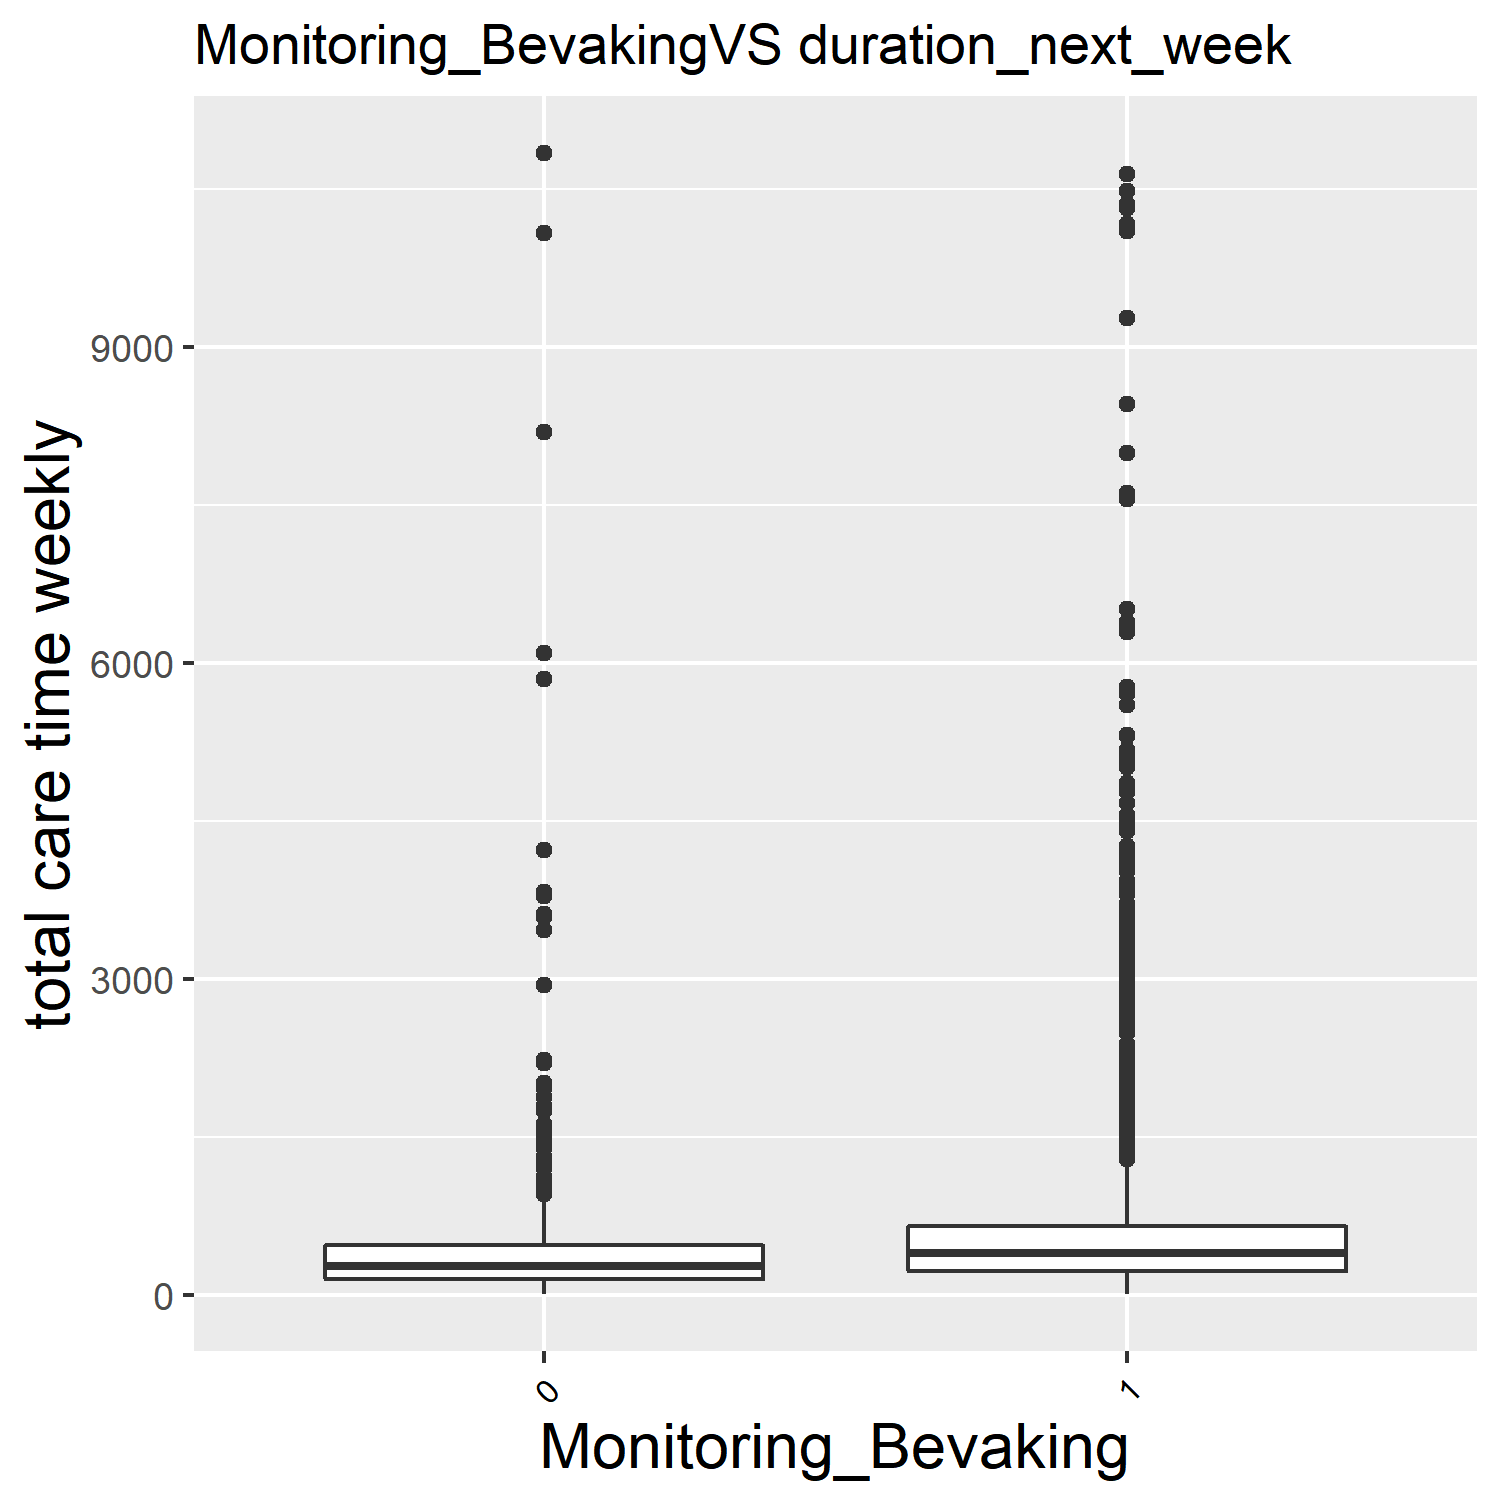 Monitoring_BevakingVS duration_next_week
total care time weekly
9000
6000
3000
0
0
1
Monitoring_Bevaking